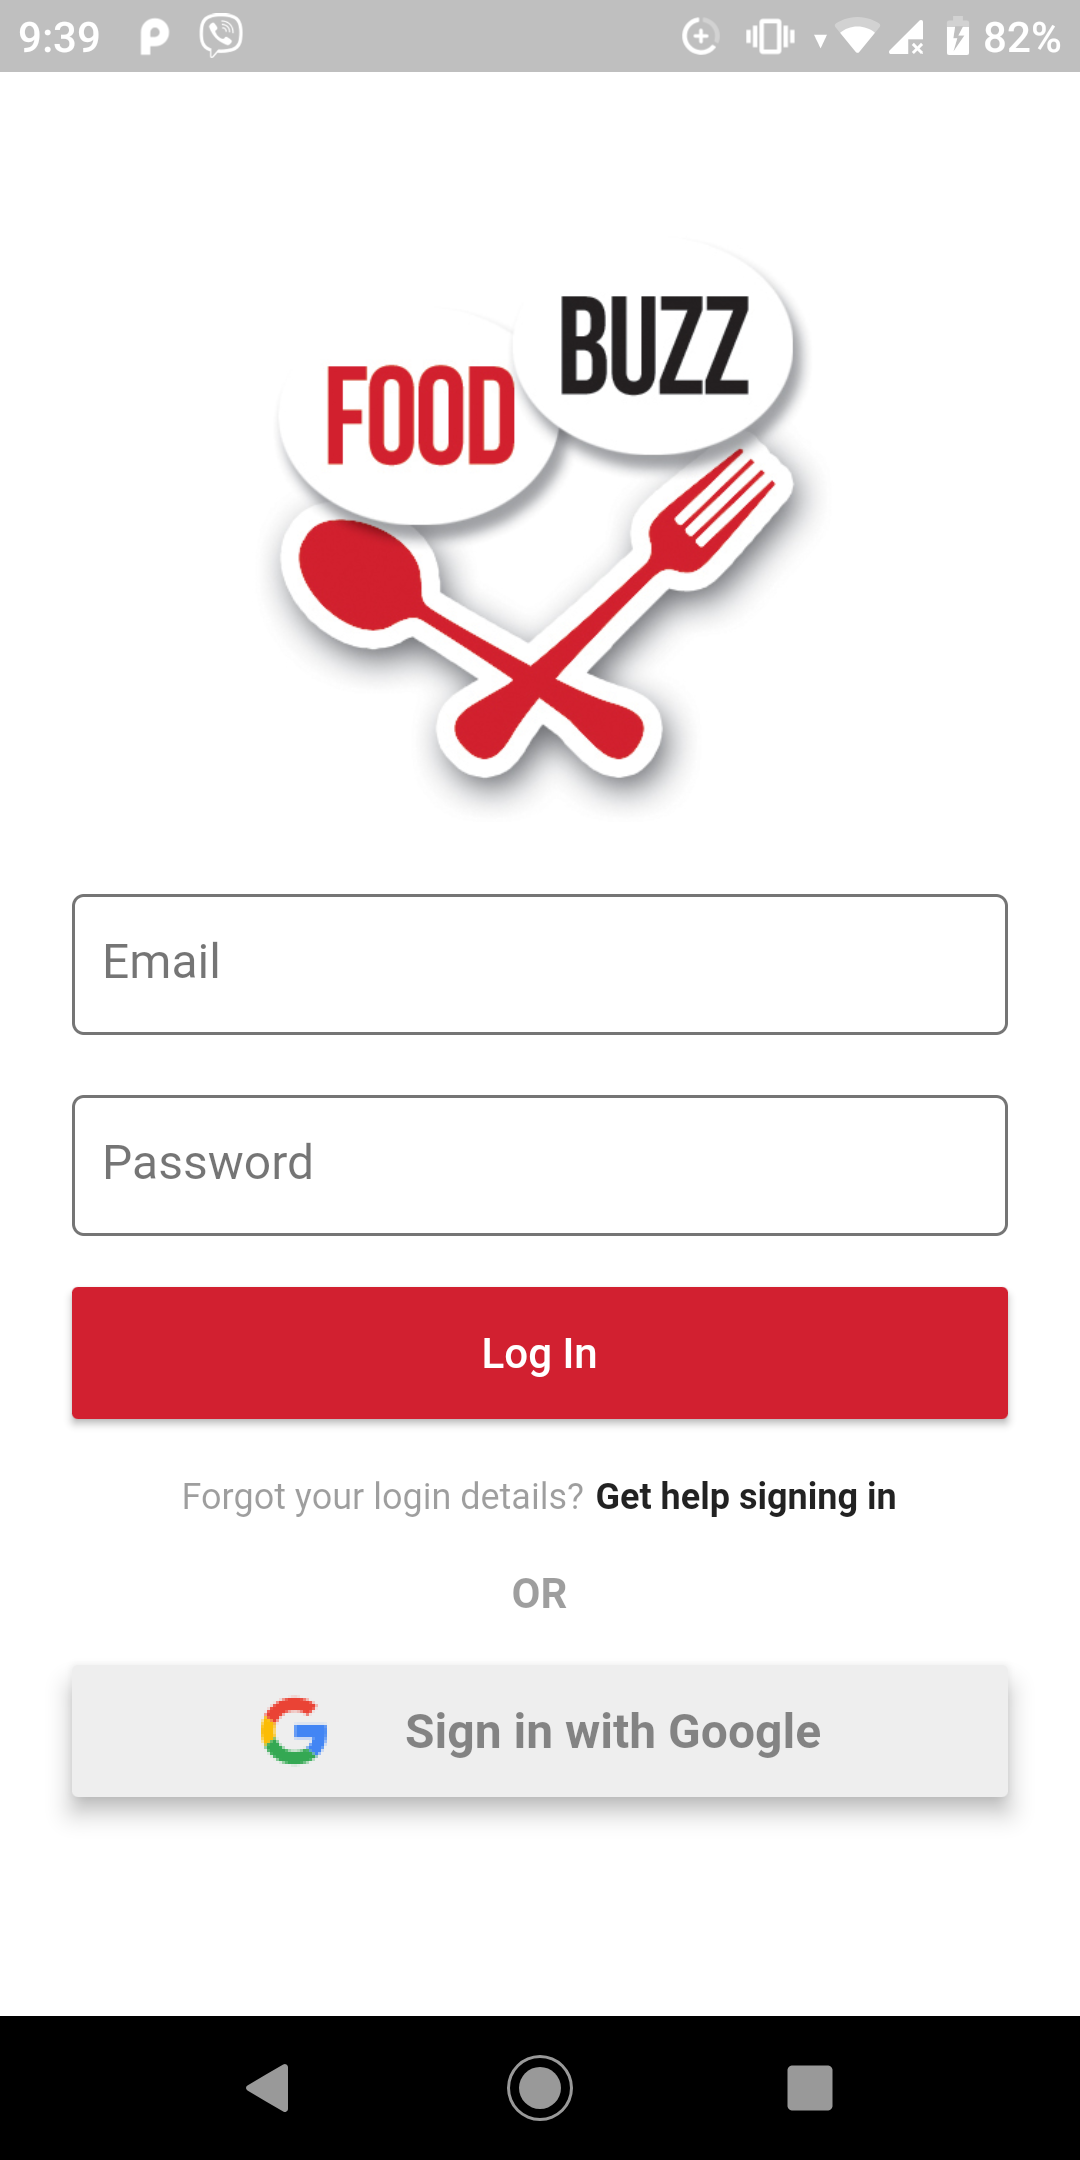 9:39
82%
BUZZ
FOOD
Email
Password
Log In
Forgot your login details? Get help signing in
OR
Sign in with Google